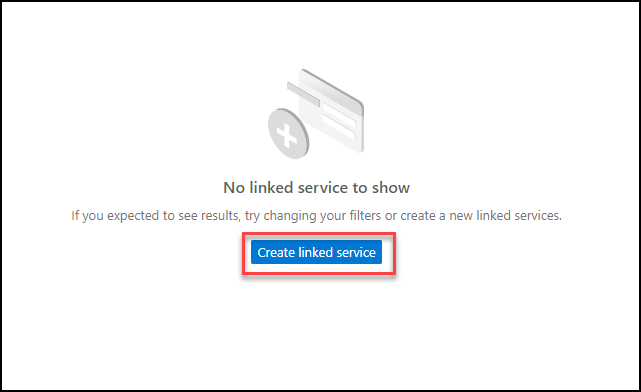 No linked service to show
If you expected to see results, try changing your filters or create a new linked services.
Create linked service